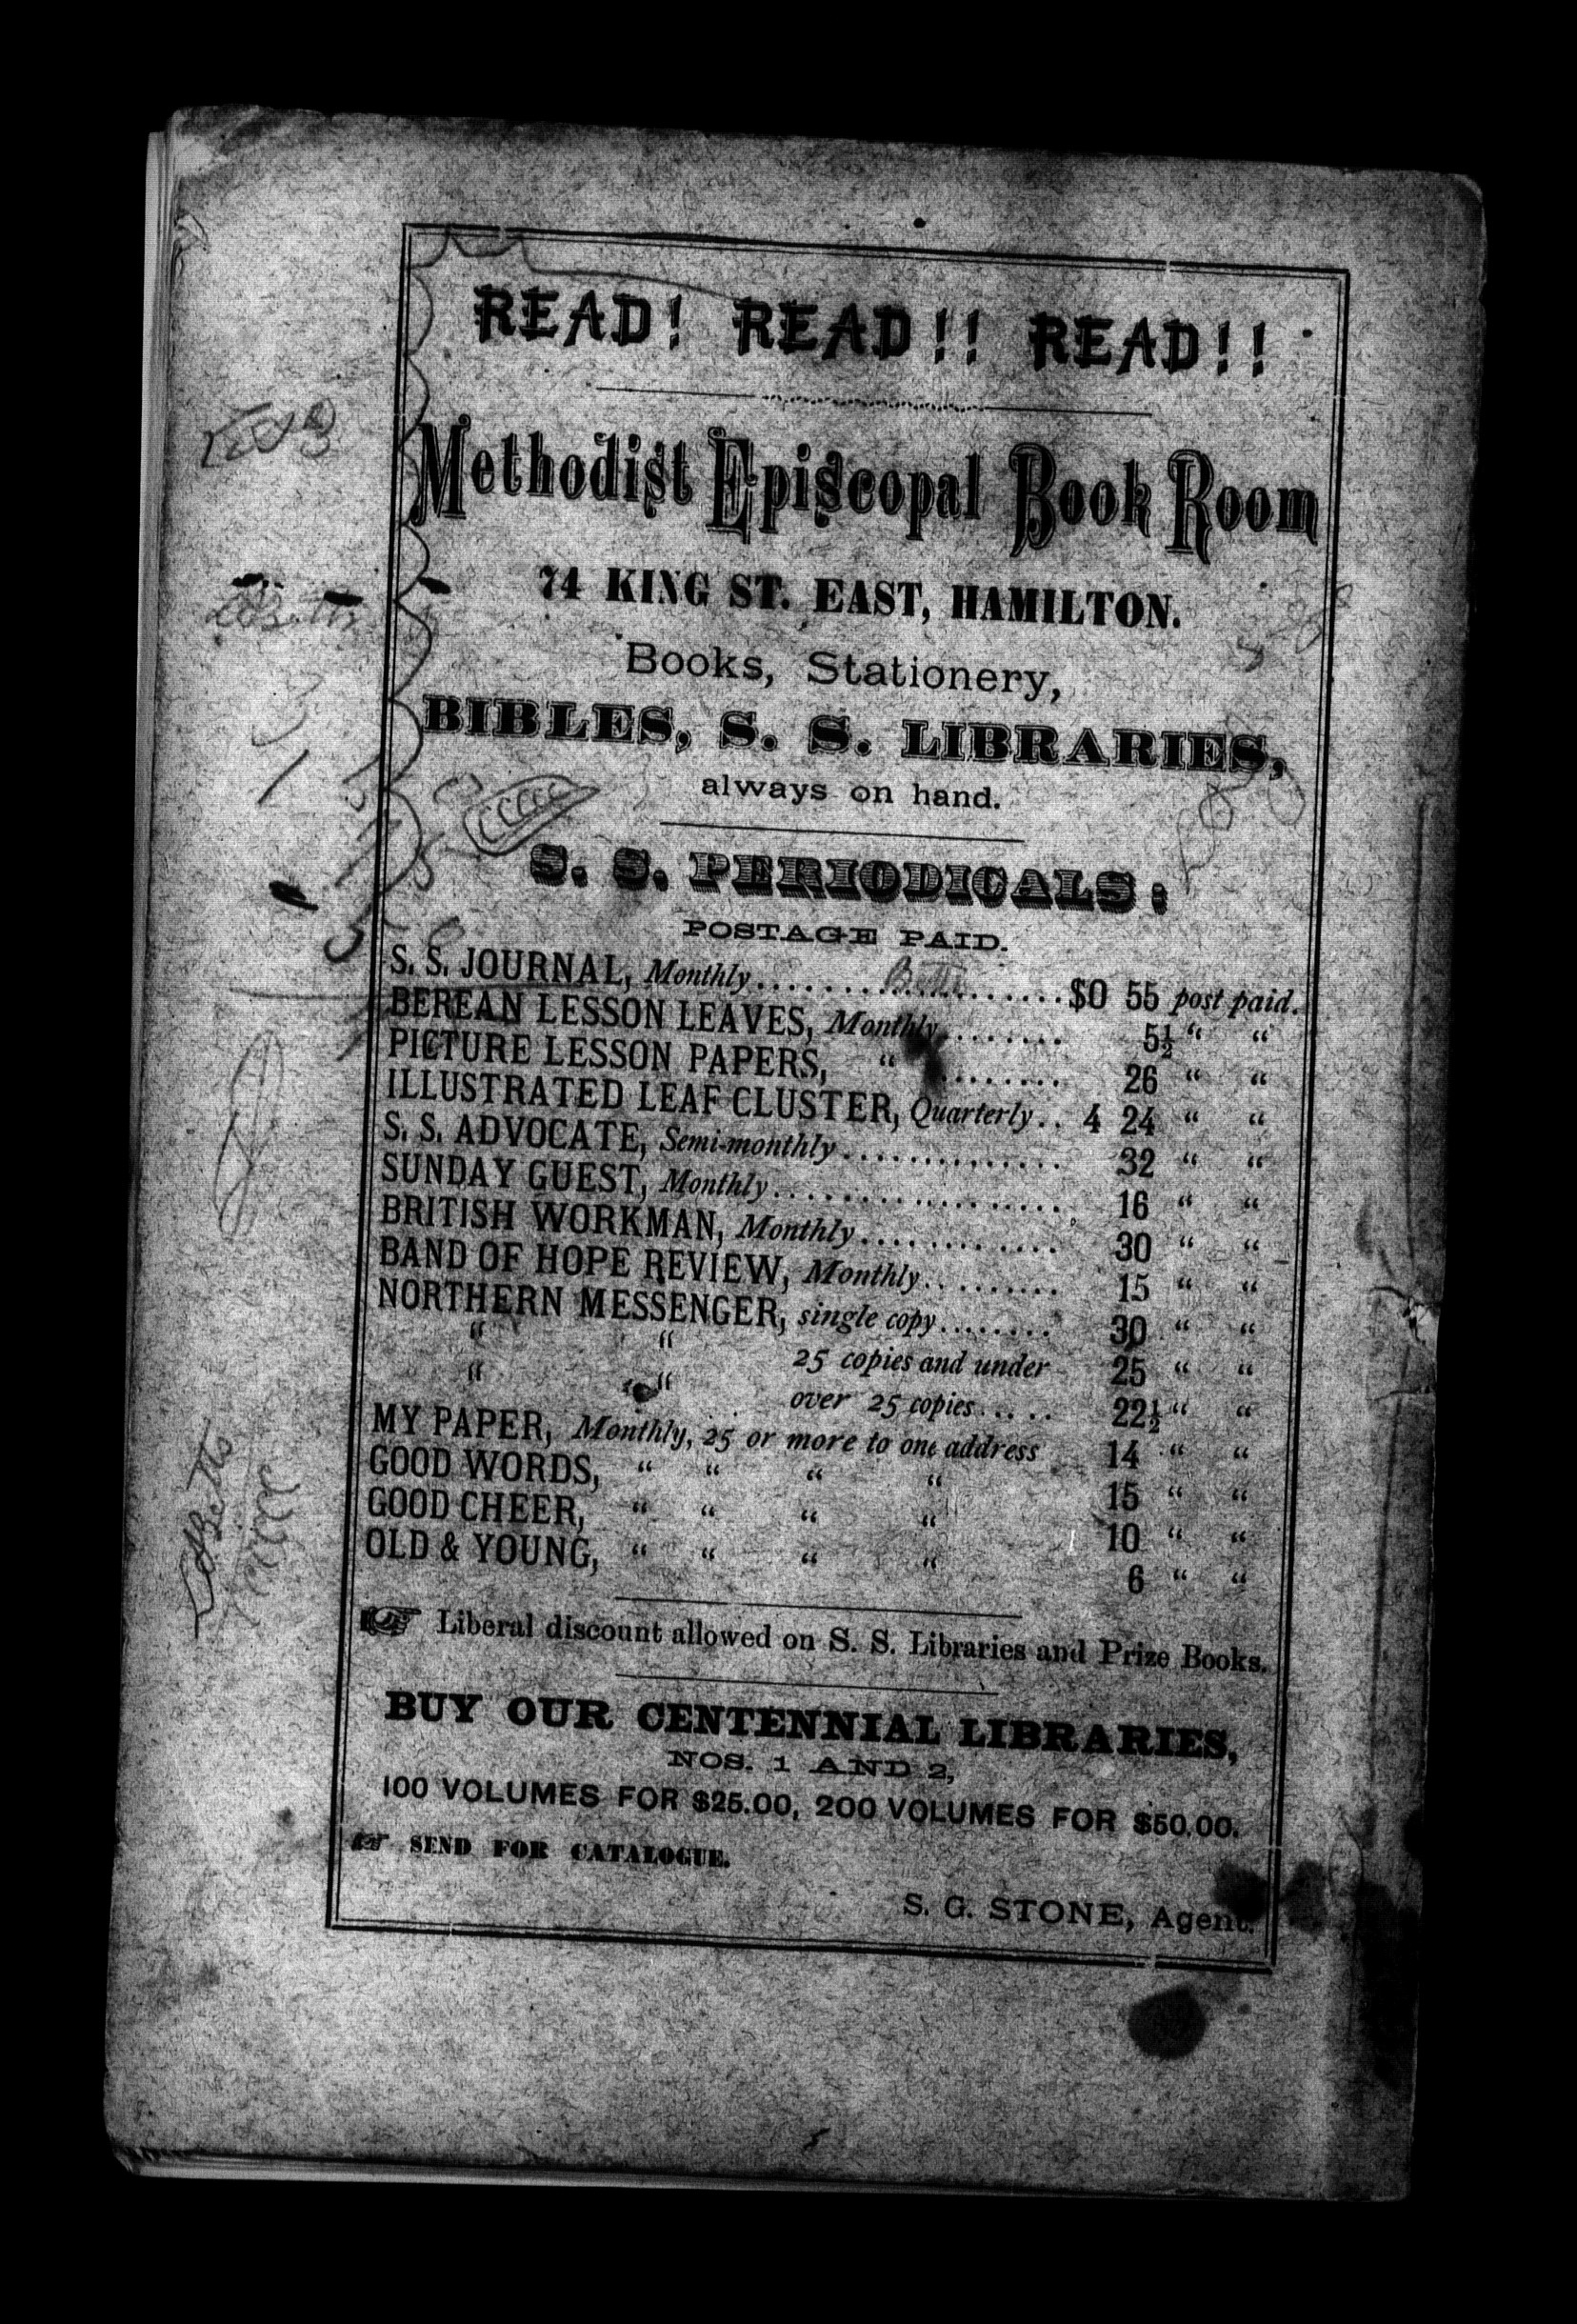 READ! READ!! READ!!
Methodist Episcopal Book Room
74 KING ST. EAST, HAMILTON.
Books, Stationery,
BIBLES, S. S. LIBRARIES,
always on hand.
S. S. PERIODICALS:
POSTAGE PAID.
S. S. JOURNAL, Monthly....................$0 55 post paid.
BEREAN LESSON LEAVES, Monthly........ 5½ “ “
PICTURE LESSON PAPERS, “ ........ 26 “ “
ILLUSTRATED LEAF CLUSTER, Quarterly.. 4 24 “ “
S. S. ADVOCATE, Semi-monthly.............. 32 “ “
SUNDAY GUEST, Monthly.................. 16 “ “
BRITISH WORKMAN, Monthly............ 30 “ “
BAND OF HOPE REVIEW, Monthly.......... 15 “ “
NORTHERN MESSENGER, single copy........ 30 “ “
“ “ 25 copies and under 25 “ “
“ “ over 25 copies..... 22½ “ “
MY PAPER, Monthly, 25 or more to one address 14 “ “
GOOD WORDS, “ “ “ “ 15 “ “
GOOD CHEER, “ “ “ “ 10 “ “
OLD & YOUNG, “ “ “ “ 6 “ “
☞ Liberal discount allowed on S. S. Libraries and Prize Books.
BUY OUR CENTENNIAL LIBRARIES,
NOS. 1 AND 2,
100 VOLUMES FOR $25.00, 200 VOLUMES FOR $50.00.
☞ SEND FOR CATALOGUE.
S. G. STONE, Agent.